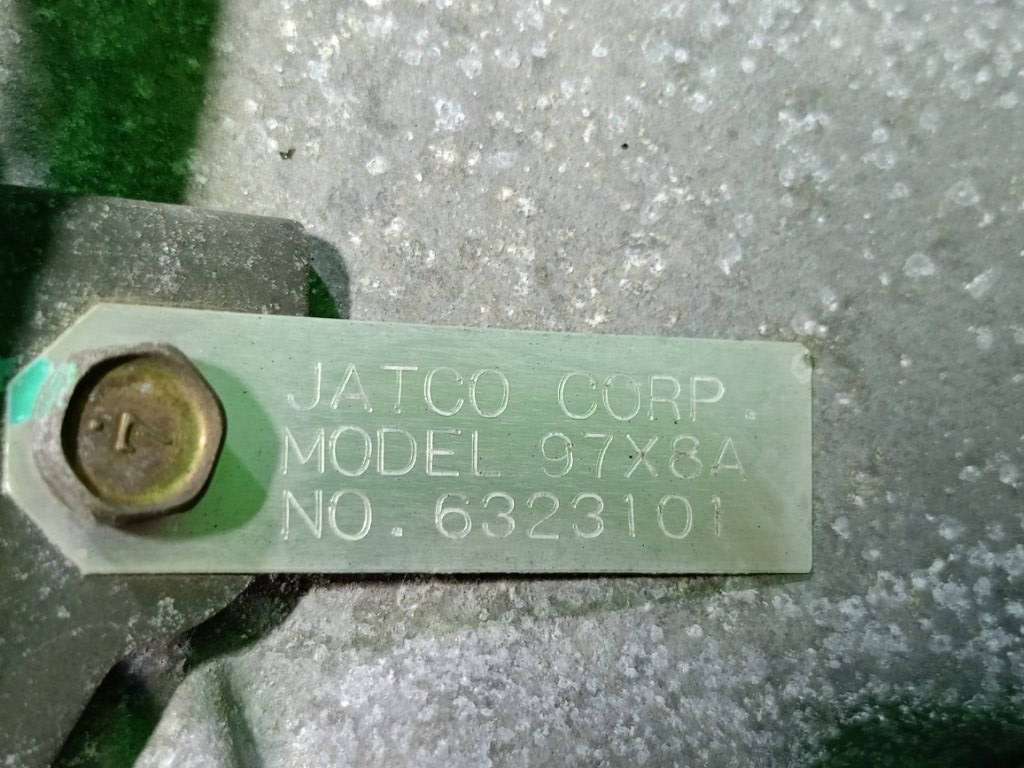 JATCO CORP.
MODEL 97X8A
NO. 6323101